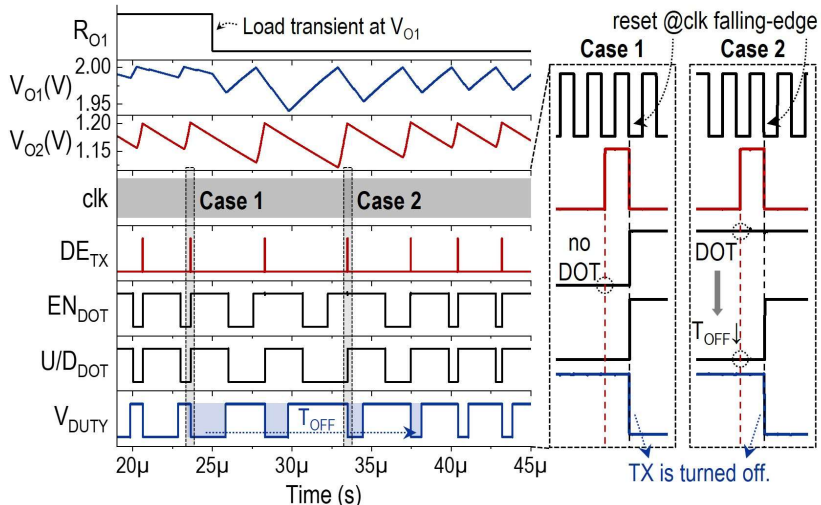 R_O1
Load transient at V_O1
reset @clk falling-edge
Case 1
Case 2
2.00
V_O1(V)
1.95
1.20
V_O2(V)
1.15
clk
Case 1
Case 2
DE_TX
no
DOT
DOT
EN_DOT
T_OFF↓
U/D_DOT
V_DUTY
T_OFF
20µ 25µ 30µ 35µ 40µ 45µ
Time (s)
TX is turned off.